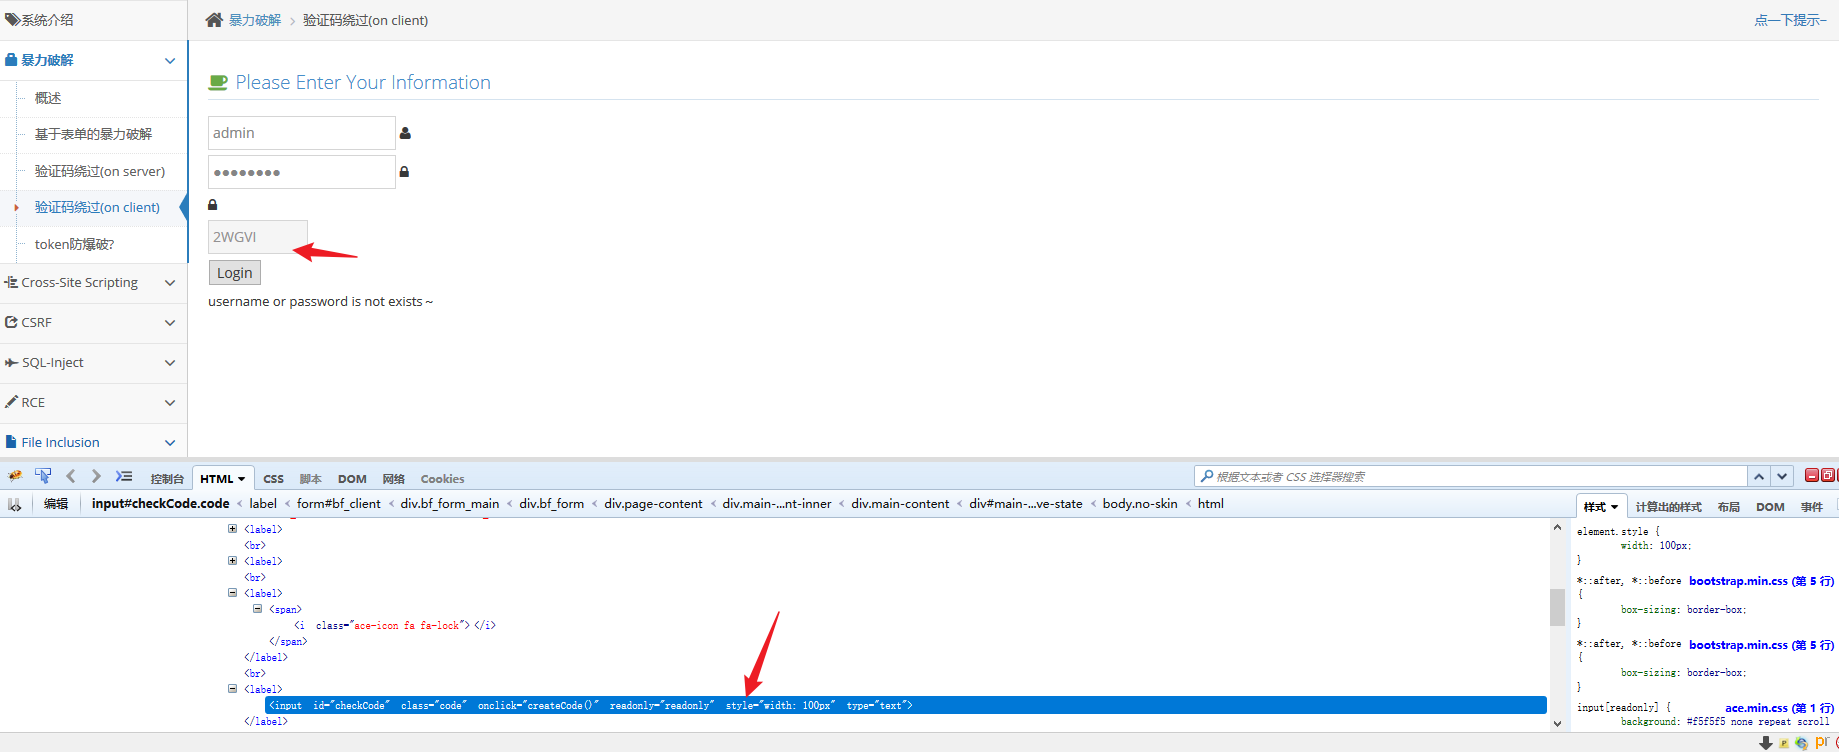 系统介绍
暴力破解 › 验证码绕过(on client)
点一下提示~
暴力破解
概述
基于表单的暴力破解
验证码绕过(on server)
验证码绕过(on client)
token防爆破?
Cross-Site Scripting
CSRF
SQL-Inject
RCE
File Inclusion
Please Enter Your Information
admin
2WGVI
Login
username or password is not exists～
控制台 HTML CSS 脚本 DOM 网络 Cookies
根据文本或者 CSS 选择器搜索
编辑 input#checkCode.code < label < form#bf_client < div.bf_form_main < div.bf_form < div.page-content < div.main-...nt-inner < div.main-content < div#main-...ve-state < body.no-skin < html
<label>
<br>
<label>
<br>
<label>
<span>
<i class="ace-icon fa fa-lock"></i>
</span>
</label>
<br>
<label>
<input id="checkCode" class="code" onclick="createCode()" readonly="readonly" style="width: 100px" type="text">
</label>
样式 计算出的样式 布局 DOM 事件
element.style {
width: 100px;
}
*::after, *::before bootstrap.min.css (第 5 行)
{
box-sizing: border-box;
}
*::after, *::before bootstrap.min.css (第 5 行)
{
box-sizing: border-box;
}
input[readonly] { ace.min.css (第 1 行)
background: #f5f5f5 none repeat scroll